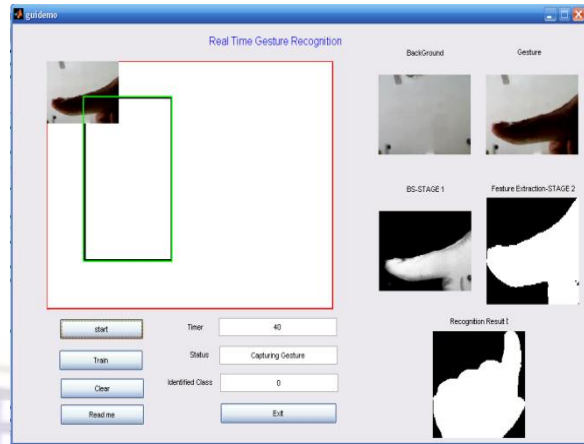 guidemo
Real Time Gesture Recognition
BackGround
Gesture
BS-STAGE 1
Feature Extraction-STAGE 2
Recognition Result I
start
Timer
40
Train
Status
Capturing Gesture
Clear
Identified Class
0
Read me
Exit